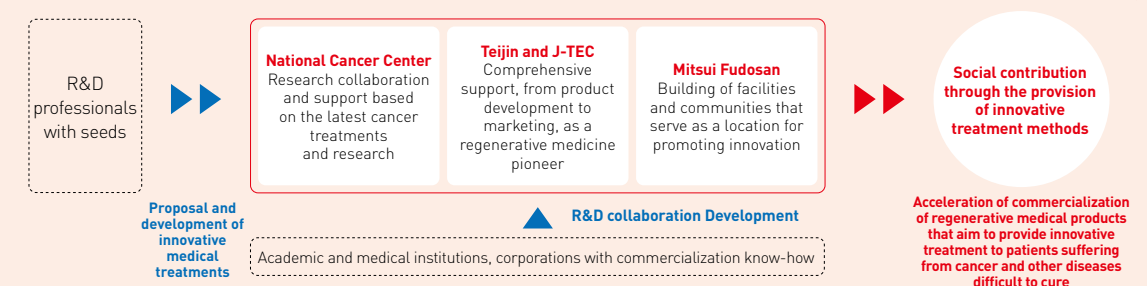 R&D
professionals
with seeds
Proposal and
development of
innovative
medical
treatments
National Cancer Center
Research collaboration
and support based
on the latest cancer
treatments
and research
Teijin and J-TEC
Comprehensive
support, from product
development to
marketing, as a
regenerative medicine
pioneer
Mitsui Fudosan
Building of facilities
and communities that
serve as a location for
promoting innovation
R&D collaboration Development
Academic and medical institutions, corporations with commercialization know-how
Social contribution
through the provision
of innovative
treatment methods
Acceleration of commercialization
of regenerative medical products
that aim to provide innovative
treatment to patients suffering
from cancer and other diseases
difficult to cure